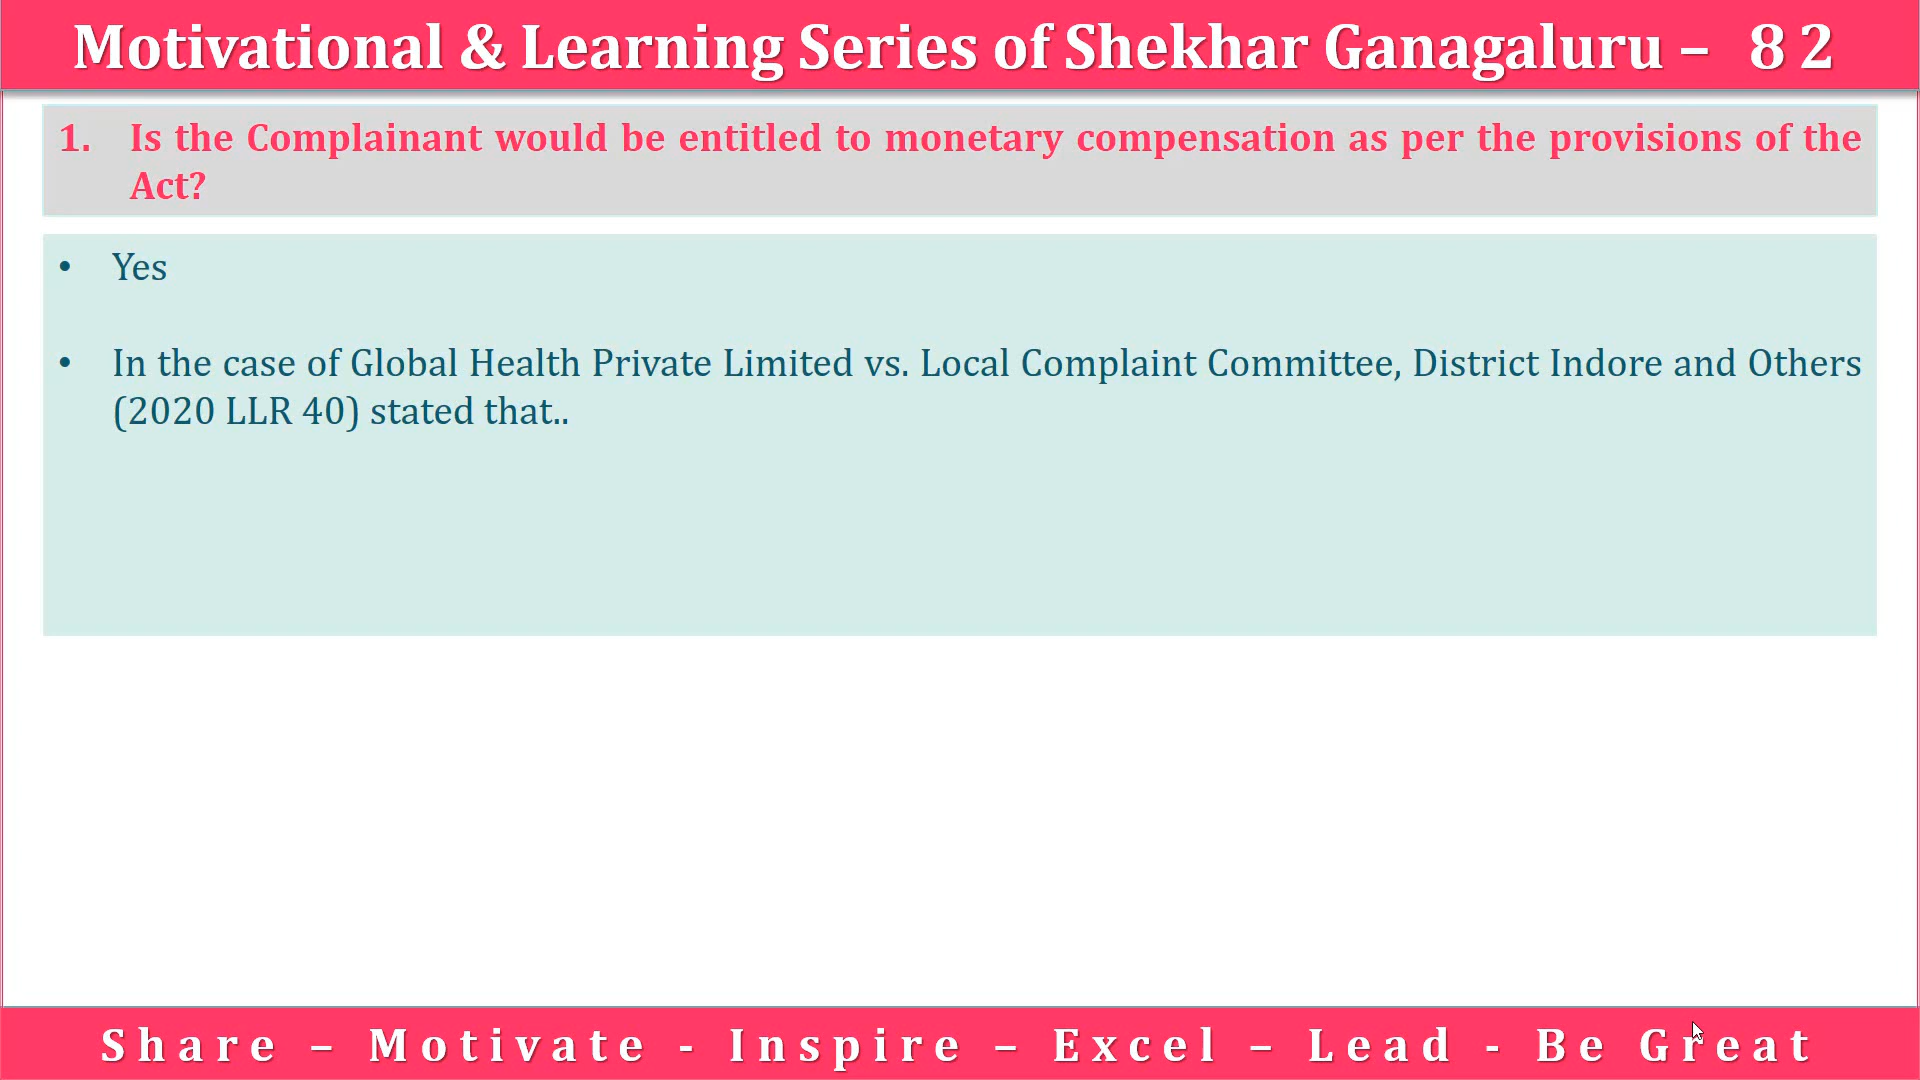 Motivational & Learning Series of Shekhar Ganagaluru – 82
1. Is the Complainant would be entitled to monetary compensation as per the provisions of the
Act?
• Yes
• In the case of Global Health Private Limited vs. Local Complaint Committee, District Indore and Others
(2020 LLR 40) stated that..
Share – Motivate - Inspire – Excel – Lead - Be Great